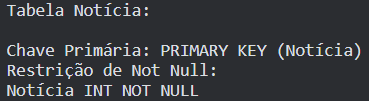 Tabela Notícia:
Chave Primária: PRIMARY KEY (Notícia)
Restrição de Not Null:
Notícia INT NOT NULL